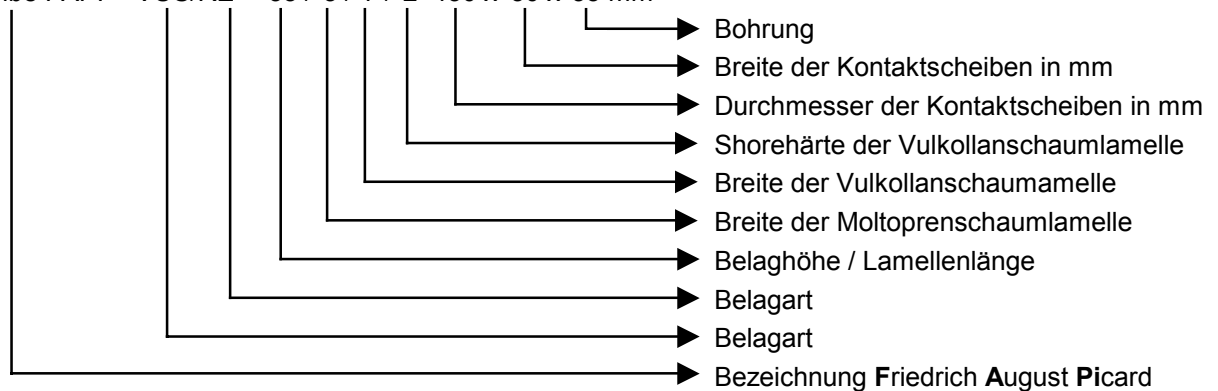 Bohrung
Breite der Kontaktscheiben in mm
Durchmesser der Kontaktscheiben in mm
Shorehärte der Vulkollanschaumlamelle
Breite der Vulkollanschaumamelle
Breite der Moltoprenschaumlamelle
Belaghöhe / Lamellenlänge
Belagart
Belagart
Bezeichnung Friedrich August Picard